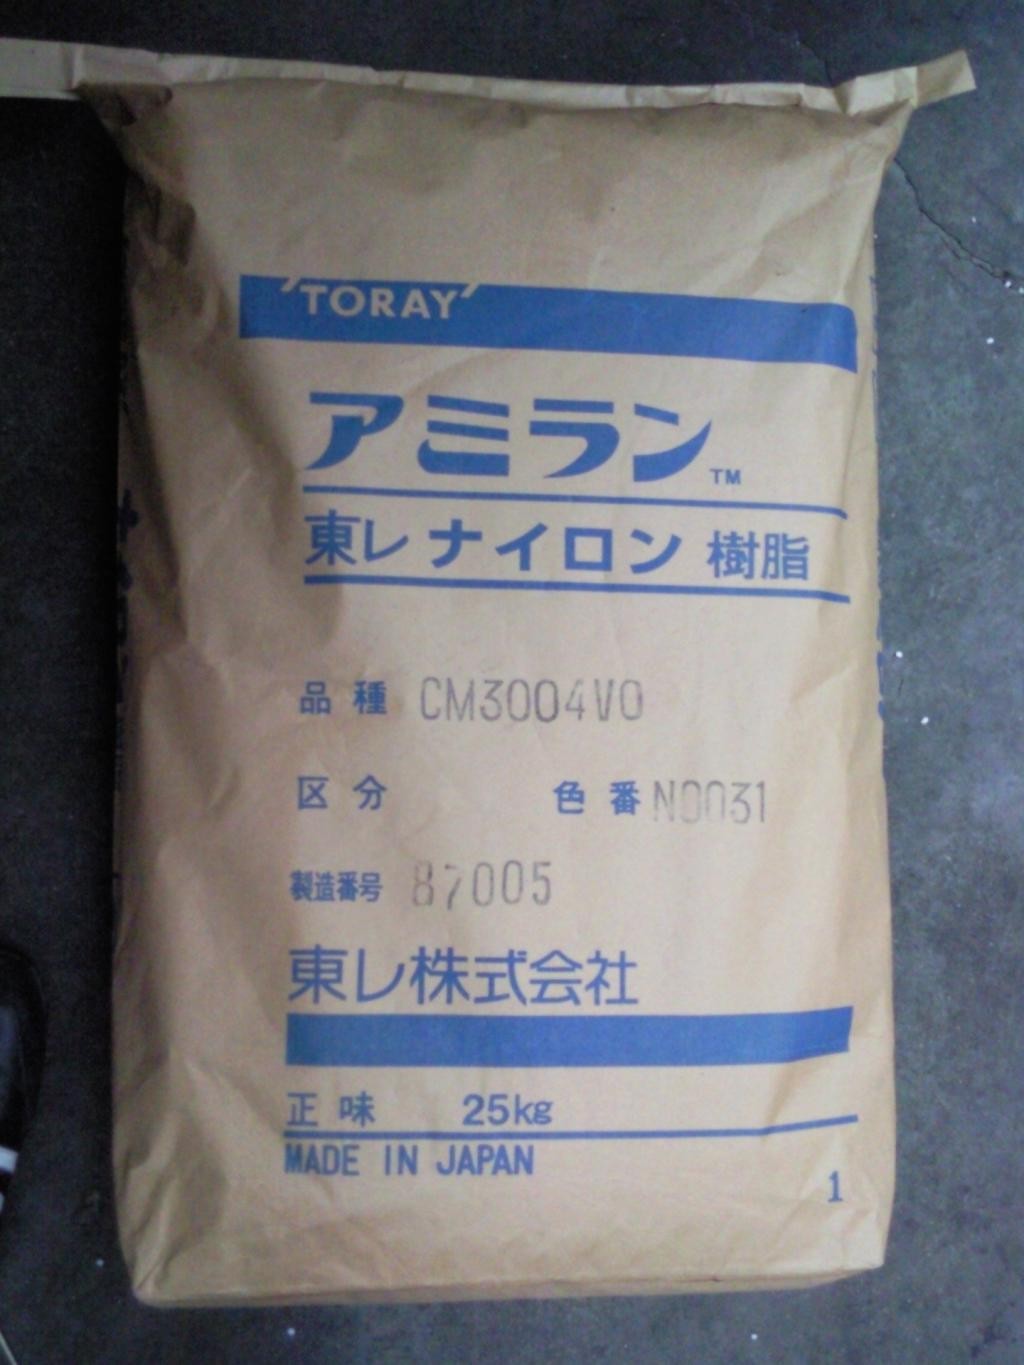 'TORAY'
アミラン™
東レ ナイロン 樹脂
品種 CM3004V0
区分 色番 N0031
製造番号 87005
東レ株式会社
正味 25kg
MADE IN JAPAN
1